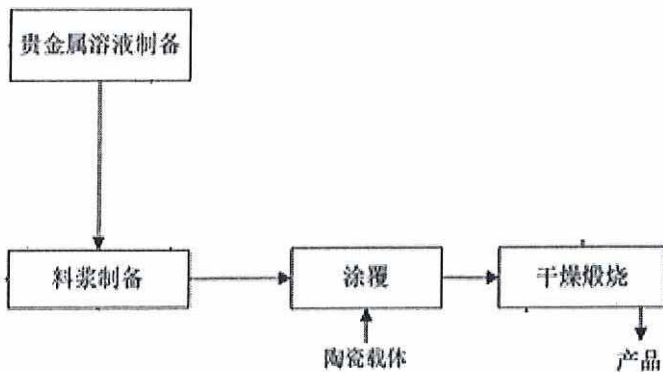 贵金属溶液制备
料浆制备
涂覆
干燥煅烧
陶瓷载体
产品